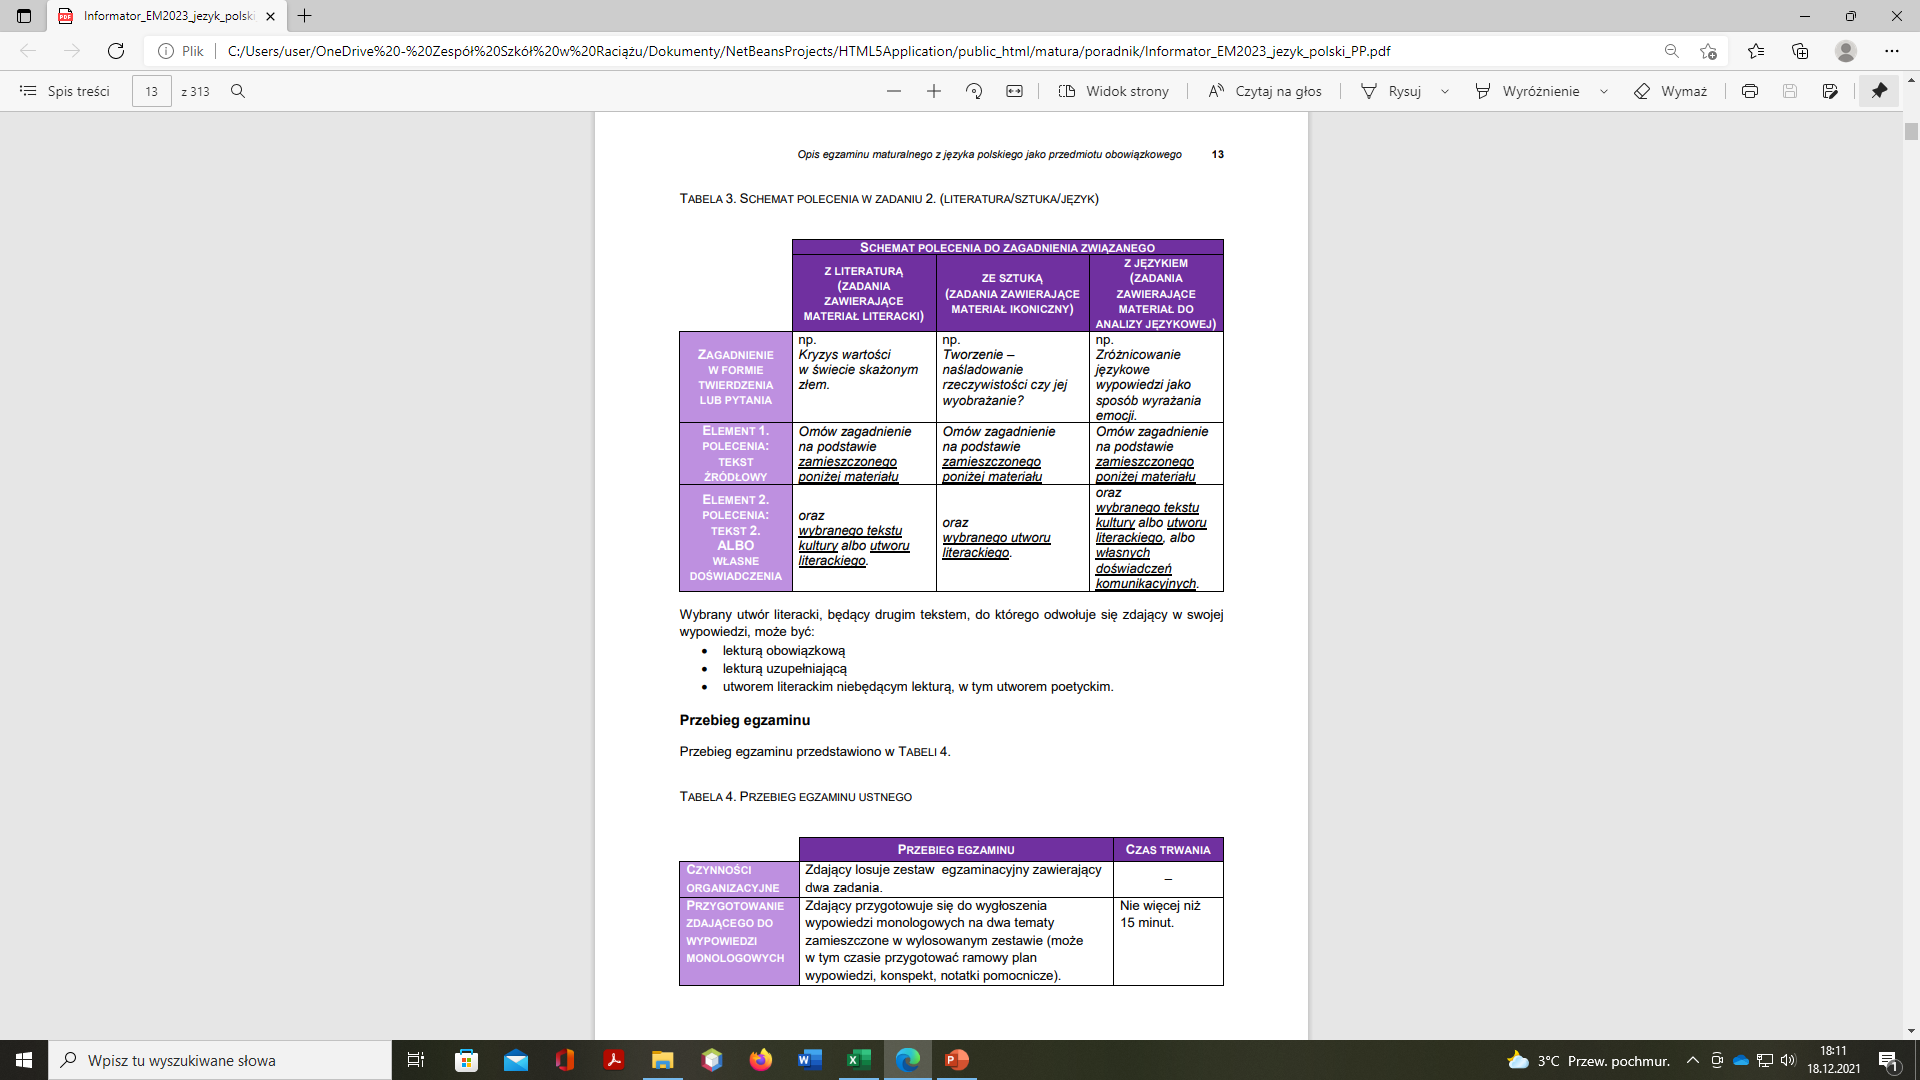 Informator_EM2023_jezyk_polski
Plik
C:/Users/user/OneDrive%20-%20Zespół%20Szkół%20w%20Raciążu/Dokumenty/NetBeansProjects/HTML5Application/public_html/matura/poradnik/Informator_EM2023_jezyk_polski_PP.pdf
Spis treści 13 z 313 Widok strony Czytaj na głos Rysuj Wyróżnienie Wymaż
Opis egzaminu maturalnego z języka polskiego jako przedmiotu obowiązkowego 13
TABELA 3. SCHEMAT POLECENIA W ZADANIU 2. (LITERATURA/SZTUKA/JĘZYK)
SCHEMAT POLECENIA DO ZAGADNIENIA ZWIĄZANEGO
Z LITERATURĄ
(ZADANIA
ZAWIERAJĄCE
MATERIAŁ LITERACKI)
ZE SZTUKĄ
(ZADANIA ZAWIERAJĄCE
MATERIAŁ IKONICZNY)
Z JĘZYKIEM
(ZADANIA
ZAWIERAJĄCE
MATERIAŁ DO
ANALIZY JĘZYKOWEJ)
ZAGADNIENIE
W FORMIE
TWIERDZENIA
LUB PYTANIA
np.
Kryzys wartości
w świecie skażonym
złem.
np.
Tworzenie –
naśladowanie
rzeczywistości czy jej
wyobrażanie?
np.
Zróżnicowanie
językowe
wypowiedzi jako
sposób wyrażania
emocji.
ELEMENT 1.
POLECENIA:
TEKST
ŹRÓDŁOWY
Omów zagadnienie
na podstawie
zamieszczonego
poniżej materiału
Omów zagadnienie
na podstawie
zamieszczonego
poniżej materiału
Omów zagadnienie
na podstawie
zamieszczonego
poniżej materiału
ELEMENT 2.
POLECENIA:
TEKST 2.
ALBO
WŁASNE
DOŚWIADCZENIA
oraz
wybranego tekstu
kultury albo utworu
literackiego.
oraz
wybranego utworu
literackiego.
oraz
wybranego tekstu
kultury albo utworu
literackiego, albo
własnych
doświadczeń
komunikacyjnych.
Wybrany utwór literacki, będący drugim tekstem, do którego odwołuje się zdający w swojej
wypowiedzi, może być:
• lekturą obowiązkową
• lekturą uzupełniającą
• utworem literackim niebędącym lekturą, w tym utworem poetyckim.
Przebieg egzaminu
Przebieg egzaminu przedstawiono w TABELI 4.
TABELA 4. PRZEBIEG EGZAMINU USTNEGO
PRZEBIEG EGZAMINU CZAS TRWANIA
CZYNNOŚCI
ORGANIZACYJNE
Zdający losuje zestaw egzaminacyjny zawierający
dwa zadania.
–
PRZYGOTOWANIE
ZDAJĄCEGO DO
WYPOWIEDZI
MONOLOGOWYCH
Zdający przygotowuje się do wygłoszenia
wypowiedzi monologowych na dwa tematy
zamieszczone w wylosowanym zestawie (może
w tym czasie przygotować ramowy plan
wypowiedzi, konspekt, notatki pomocnicze).
Nie więcej niż
15 minut.
Wpisz tu wyszukiwane słowa
3°C Przew. pochmur.
18:11
18.12.2021
1